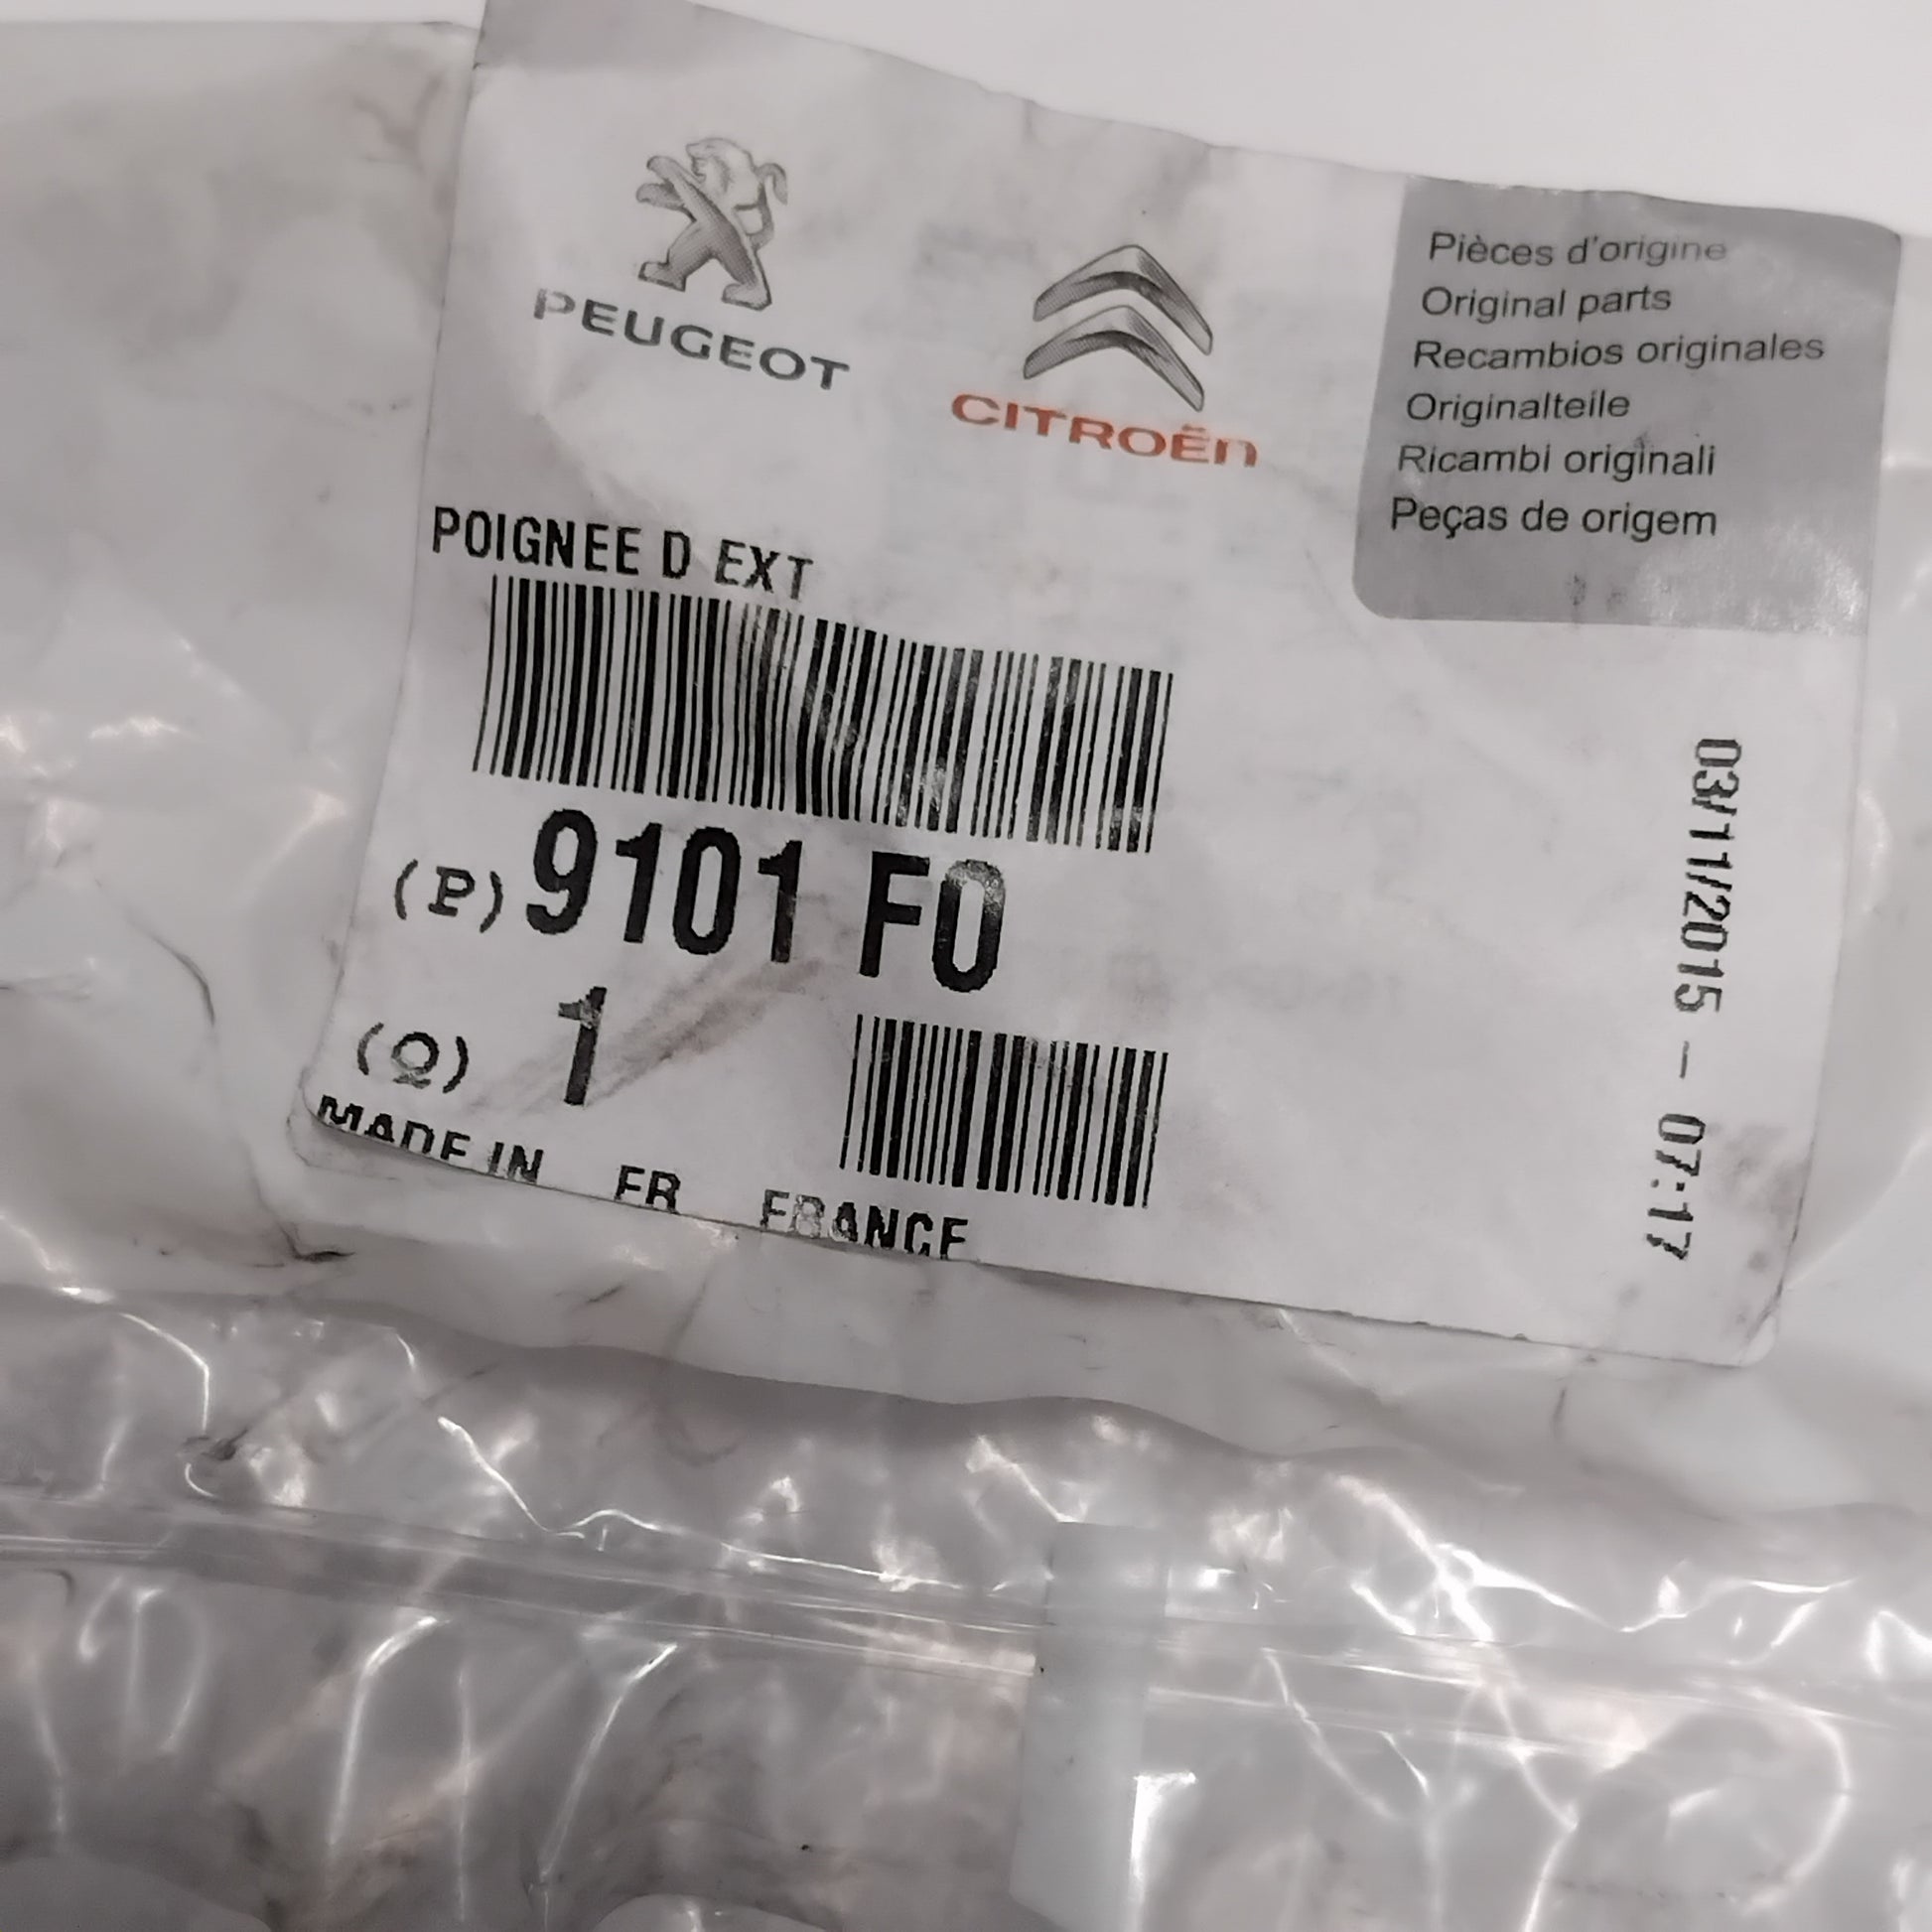 PEUGEOT
CITROËn
Pièces d'origine
Original parts
Recambios originales
Originalteile
Ricambi originali
Peças de origem
POIGNEE D EXT
(P) 9101 F0
(Q) 1
MADE IN FR FRANCE
03/11/2015 - 07:17